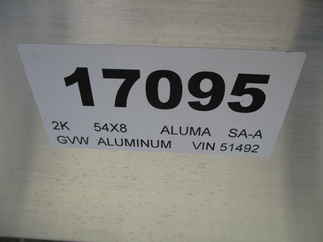 17095
2K 54X8 ALUMA SA-A
GVW ALUMINUM VIN 51492